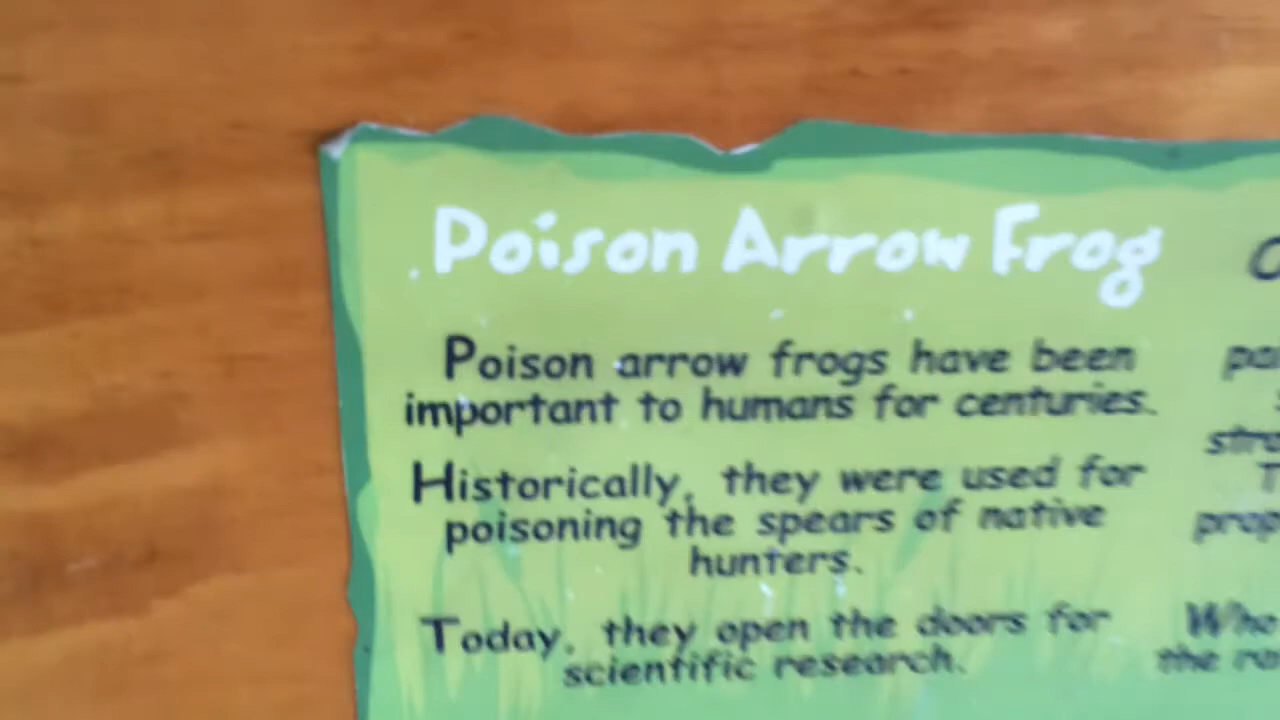 Poison Arrow Frog
Poison arrow frogs have been
important to humans for centuries.
Historically, they were used for
poisoning the spears of native
hunters.
Today, they open the doors for
scientific research.
the